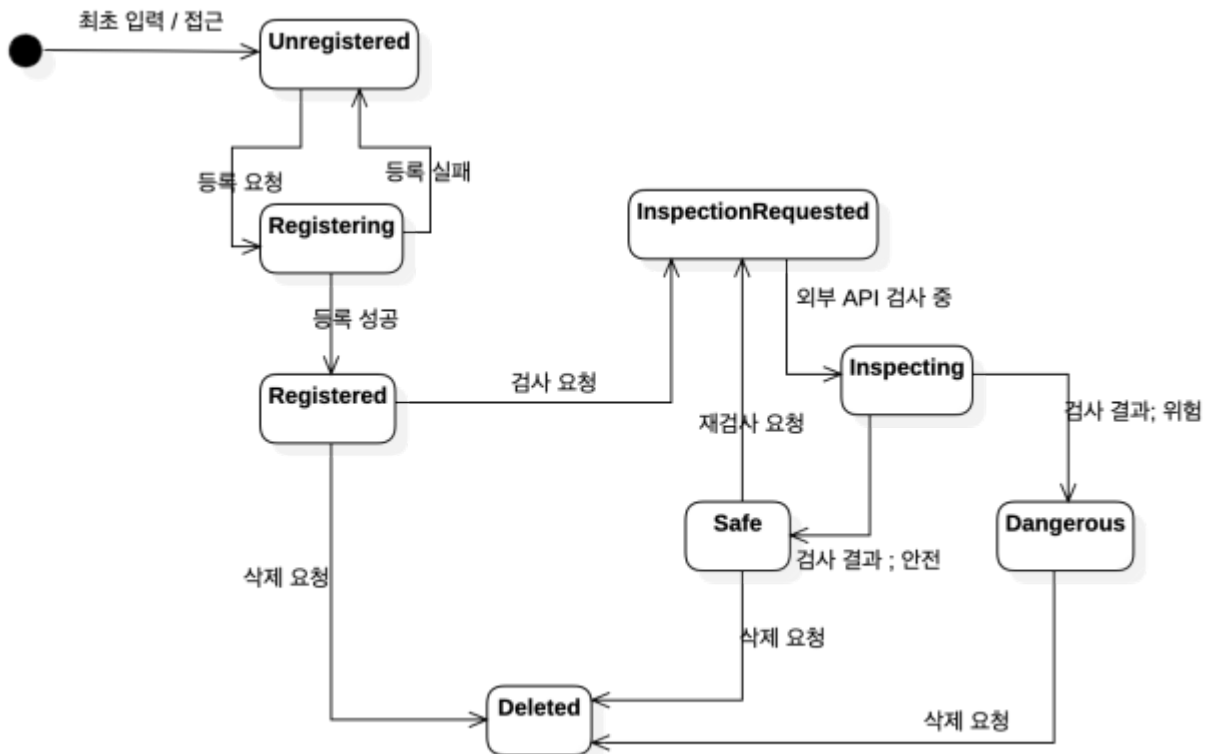 최초 입력 / 접근
Unregistered
등록 요청
등록 실패
Registering
InspectionRequested
외부 API 검사 중
등록 성공
Inspecting
Registered
검사 요청
재검사 요청
검사 결과; 위험
Safe
Dangerous
검사 결과 ; 안전
삭제 요청
삭제 요청
Deleted
삭제 요청